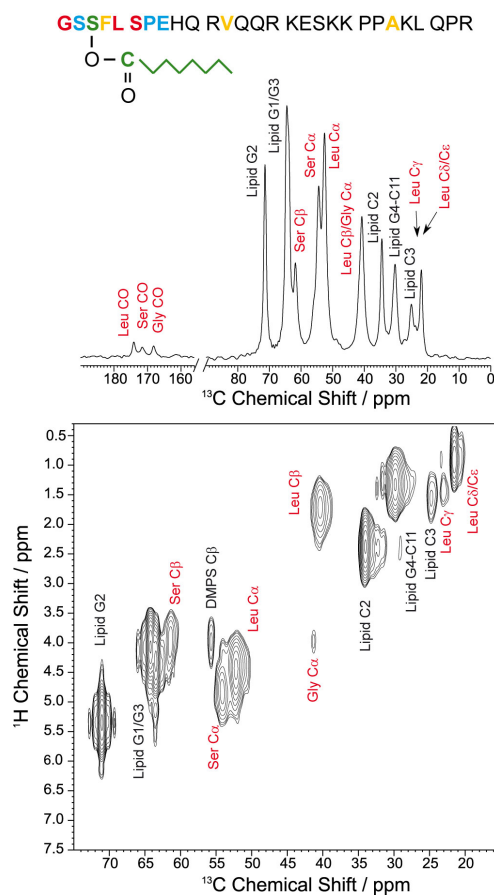 GSSFL SPEHQ RVQQR KESKK PPAKL QPR
O C
O
Lipid G2
Lipid G1/G3
Ser Cβ
Ser Cα
Leu Cα
Leu Cβ/Gly Cα
Lipid C2
Lipid G4-C11
Lipid C3
Leu Cγ
Leu Cδ/Cε
Leu CO
Ser CO
Gly CO
180 170 160 80 70 60 50 40 30 20 10 0
¹³C Chemical Shift / ppm
0.5
1.0
1.5
2.0
2.5
3.0
3.5
4.0
4.5
5.0
5.5
6.0
6.5
7.0
7.5
¹H Chemical Shift / ppm
Lipid G2
Lipid G1/G3
Ser Cβ
DMPS Cβ
Ser Cα
Leu Cα
Leu Cβ
Gly Cα
Lipid C2
Lipid G4-C11
Lipid C3
Leu Cγ
Leu Cδ/Cε
70 65 60 55 50 45 40 35 30 25 20
¹³C Chemical Shift / ppm